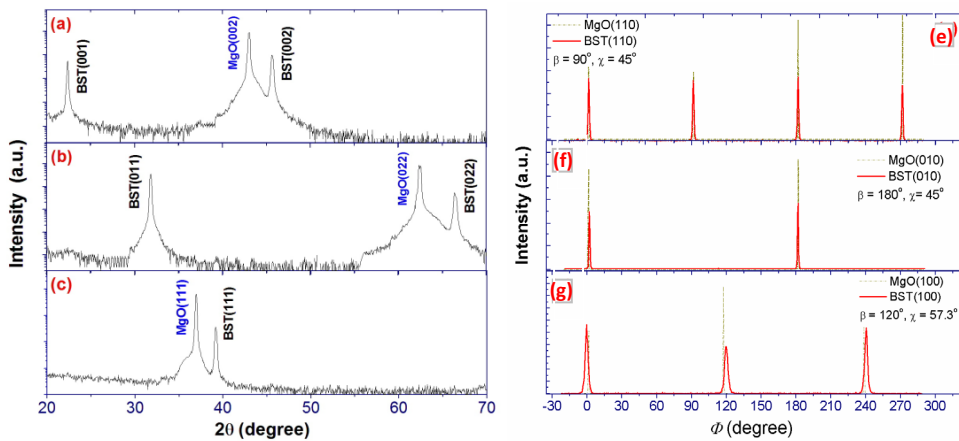 (a)
BST(001)
MgO(002)
BST(002)
(b)
BST(011)
MgO(022)
BST(022)
(c)
MgO(111)
BST(111)
Intensity (a.u.)
20 30 40 50 60 70
2θ (degree)
MgO(110)
BST(110)
β = 90°, χ = 45°
(e)
(f)
MgO(010)
BST(010)
β = 180°, χ= 45°
(g)
MgO(100)
BST(100)
β = 120°, χ = 57.3°
Intensity (a.u.)
-30 0 30 60 90 120 150 180 210 240 270 300
Φ (degree)